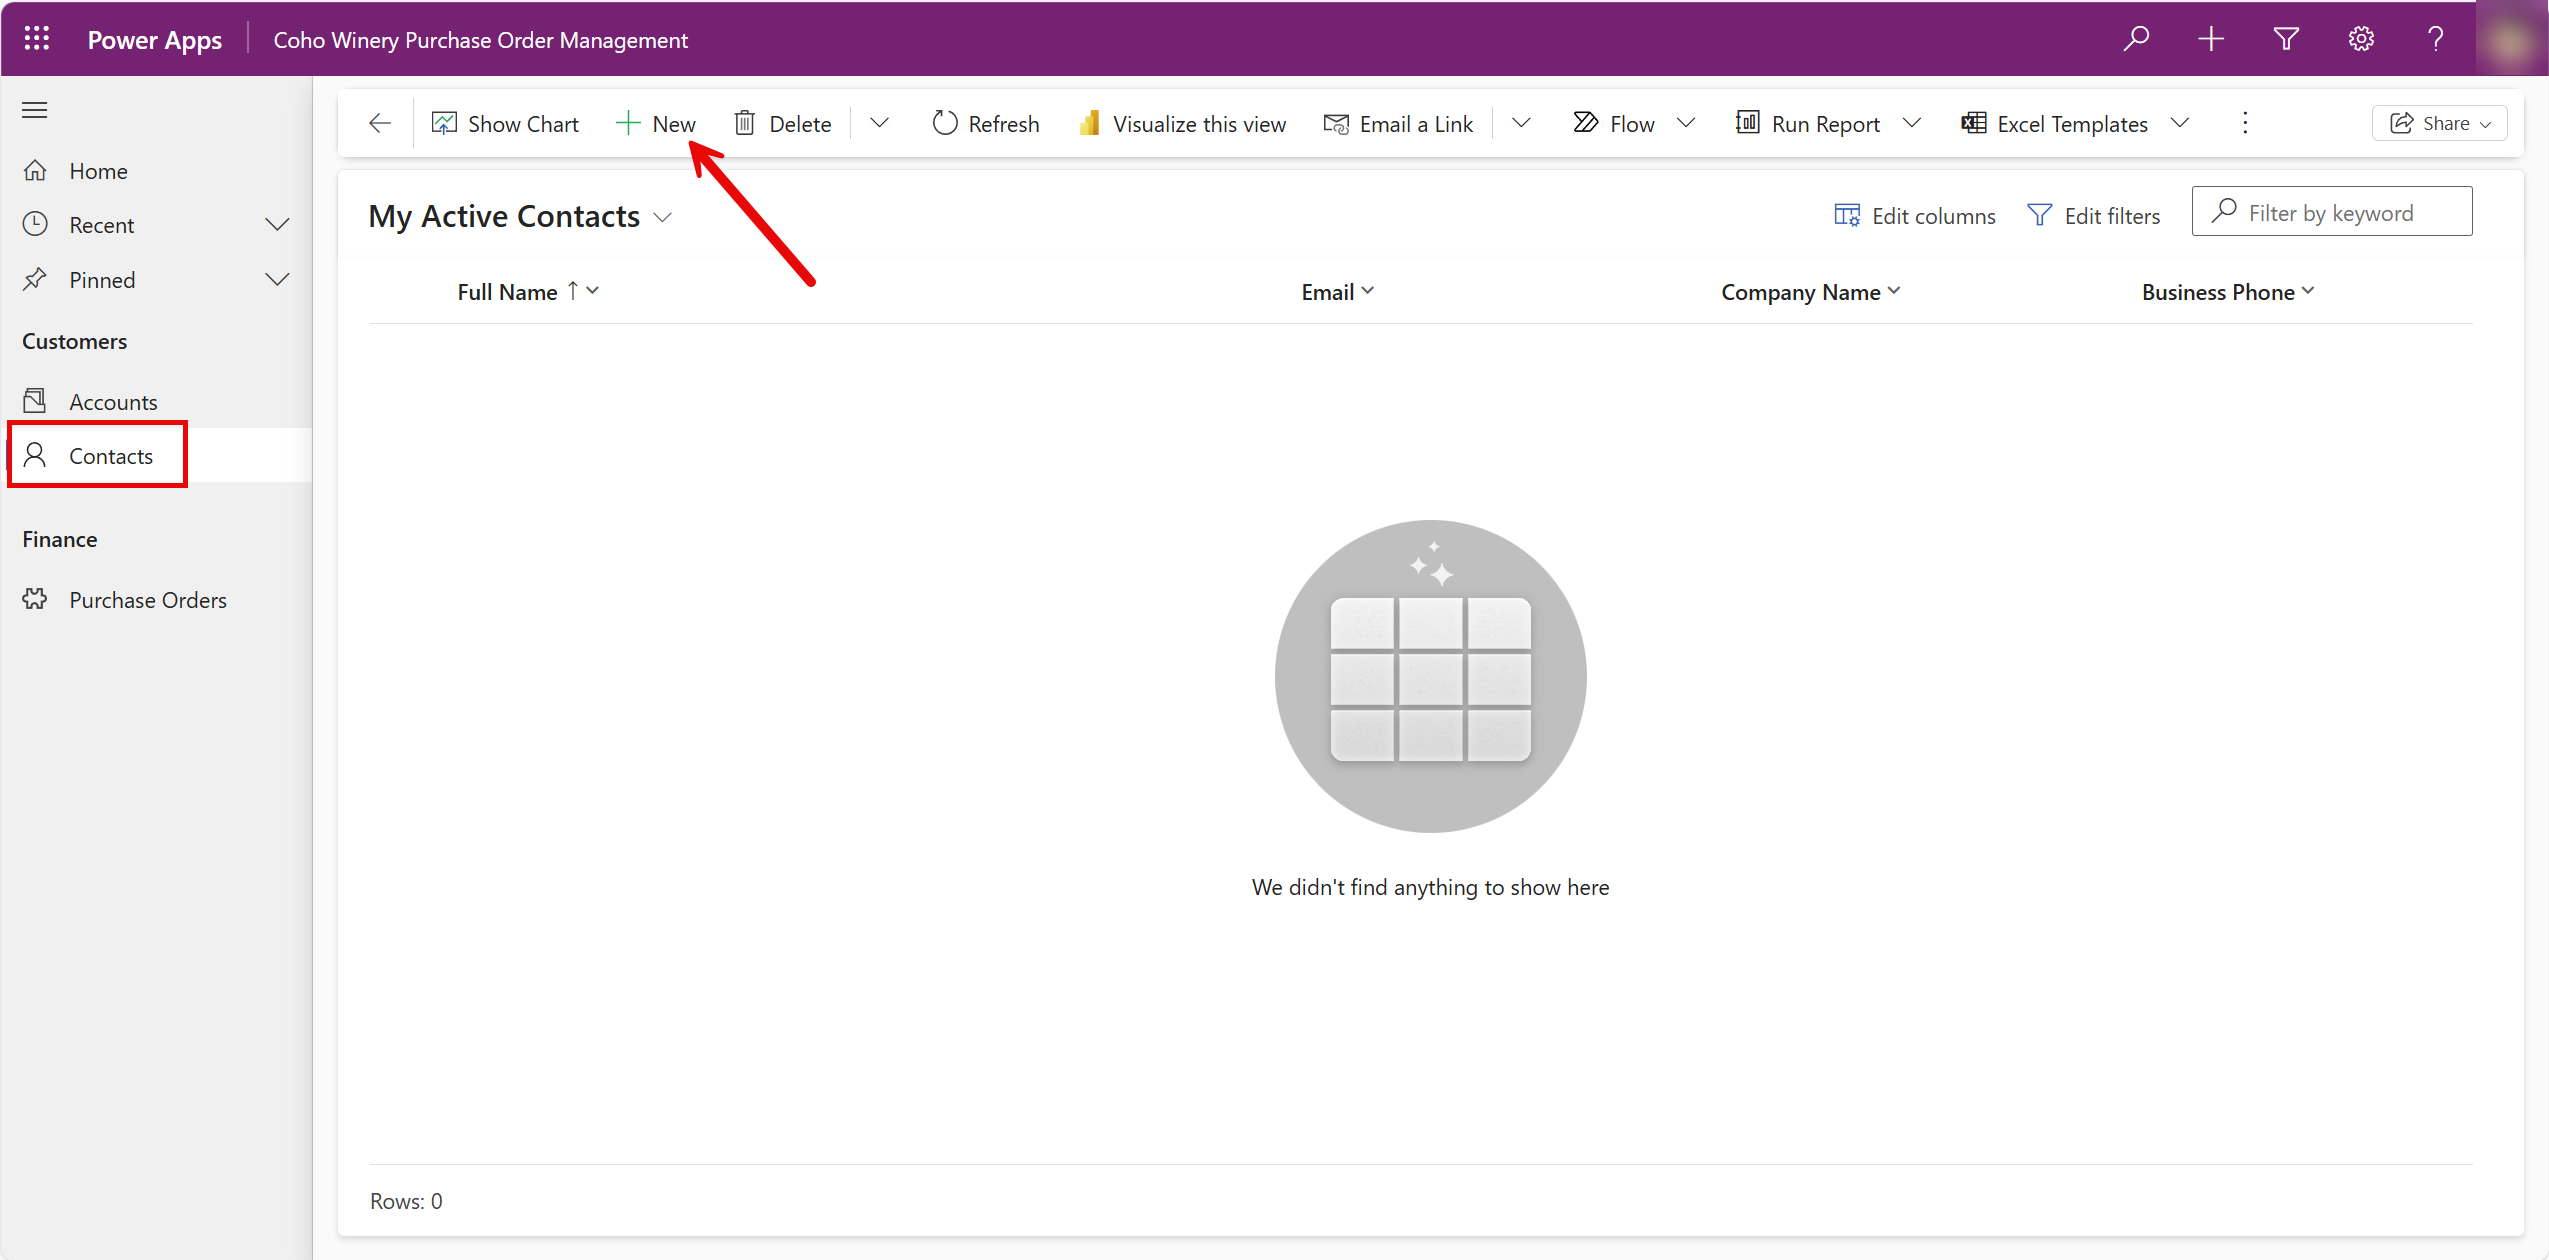 Power Apps
Coho Winery Purchase Order Management
Show Chart
New
Delete
Refresh
Visualize this view
Email a Link
Flow
Run Report
Excel Templates
Share
Home
Recent
Pinned
Customers
Accounts
Contacts
Finance
Purchase Orders
My Active Contacts
Edit columns
Edit filters
Filter by keyword
Full Name
Email
Company Name
Business Phone
We didn't find anything to show here
Rows: 0